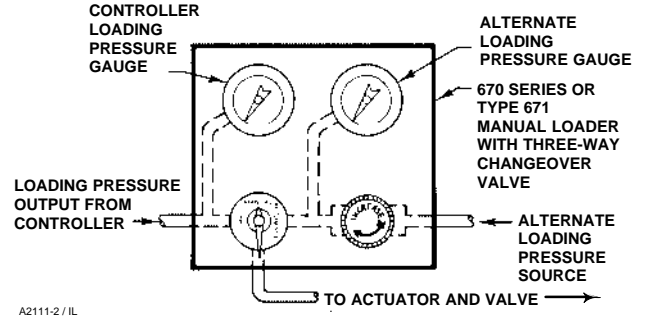 CONTROLLER
LOADING
PRESSURE
GAUGE
ALTERNATE
LOADING
PRESSURE GAUGE
670 SERIES OR
TYPE 671
MANUAL LOADER
WITH THREE-WAY
CHANGEOVER
VALVE
LOADING PRESSURE
OUTPUT FROM
CONTROLLER
INCREASE
ALTERNATE
LOADING
PRESSURE
SOURCE
TO ACTUATOR AND VALVE
A2111-2 / IL